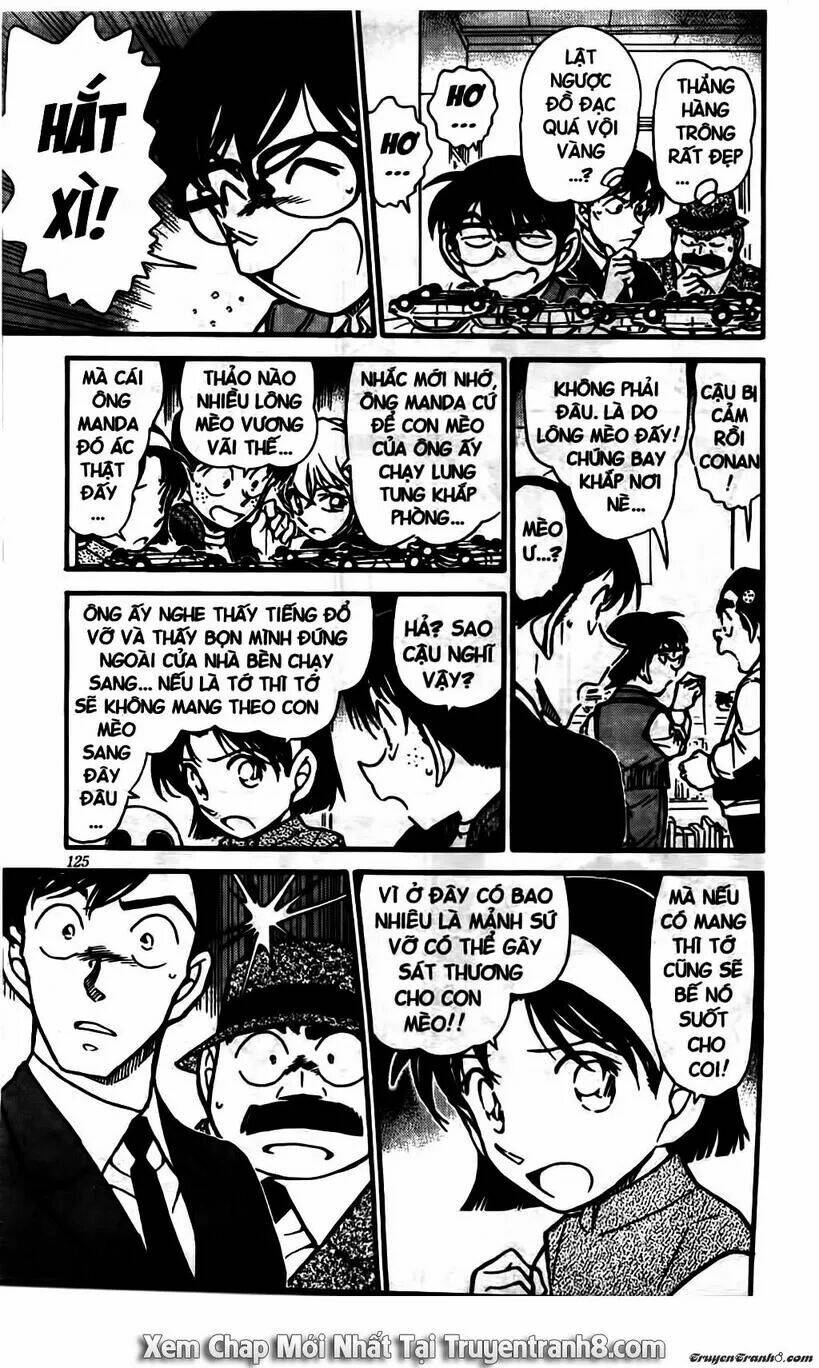 THẲNG
HÀNG
TRÔNG
RẤT ĐẸP
...
LẬT
NGƯỢC
ĐỒ ĐẠC
QUÁ VỘI
VÀNG
...?
HƠ
...
HƠ
...
HẮT
XÌ!
CẬU BỊ
CẢM
RỒI
CONAN!
KHÔNG PHẢI
ĐÂU. LÀ DO
LÔNG MÈO ĐẤY!
CHÚNG BAY
KHẮP NƠI
NÈ...
MÈO
Ư...?
NHẮC MỚI NHỚ,
ÔNG MANDA CỨ
ĐỂ CON MÈO
CỦA ÔNG ẤY
CHẠY LUNG
TUNG KHẮP
PHÒNG...
THẢO NÀO
NHIỀU LÔNG
MÈO VƯƠNG
VÃI THẾ...
MÀ CÁI
ÔNG
MANDA
ĐÓ ÁC
THẬT
ĐẤY
...
HẢ? SAO
CẬU NGHĨ
VẬY?
ÔNG ẤY NGHE THẤY TIẾNG ĐỔ
VỠ VÀ THẤY BỌN MÌNH ĐỨNG
NGOÀI CỬA NHÀ BÈN CHẠY
SANG... NẾU LÀ TỚ THÌ TỚ
SẼ KHÔNG MANG THEO CON
MÈO
SANG
ĐÂY
ĐÂU
...
125
MÀ NẾU
CÓ MANG
THÌ TỚ
CŨNG SẼ
BẾ NÓ
SUỐT
CHO
COI!
VÌ Ở ĐÂY CÓ BAO
NHIÊU LÀ MẢNH SỨ
VỠ CÓ THỂ GÂY
SÁT THƯƠNG
CHO CON
MÈO!!
Xem Chap Mới Nhất Tại Truyentranh8.com
TruyenTranh8.com